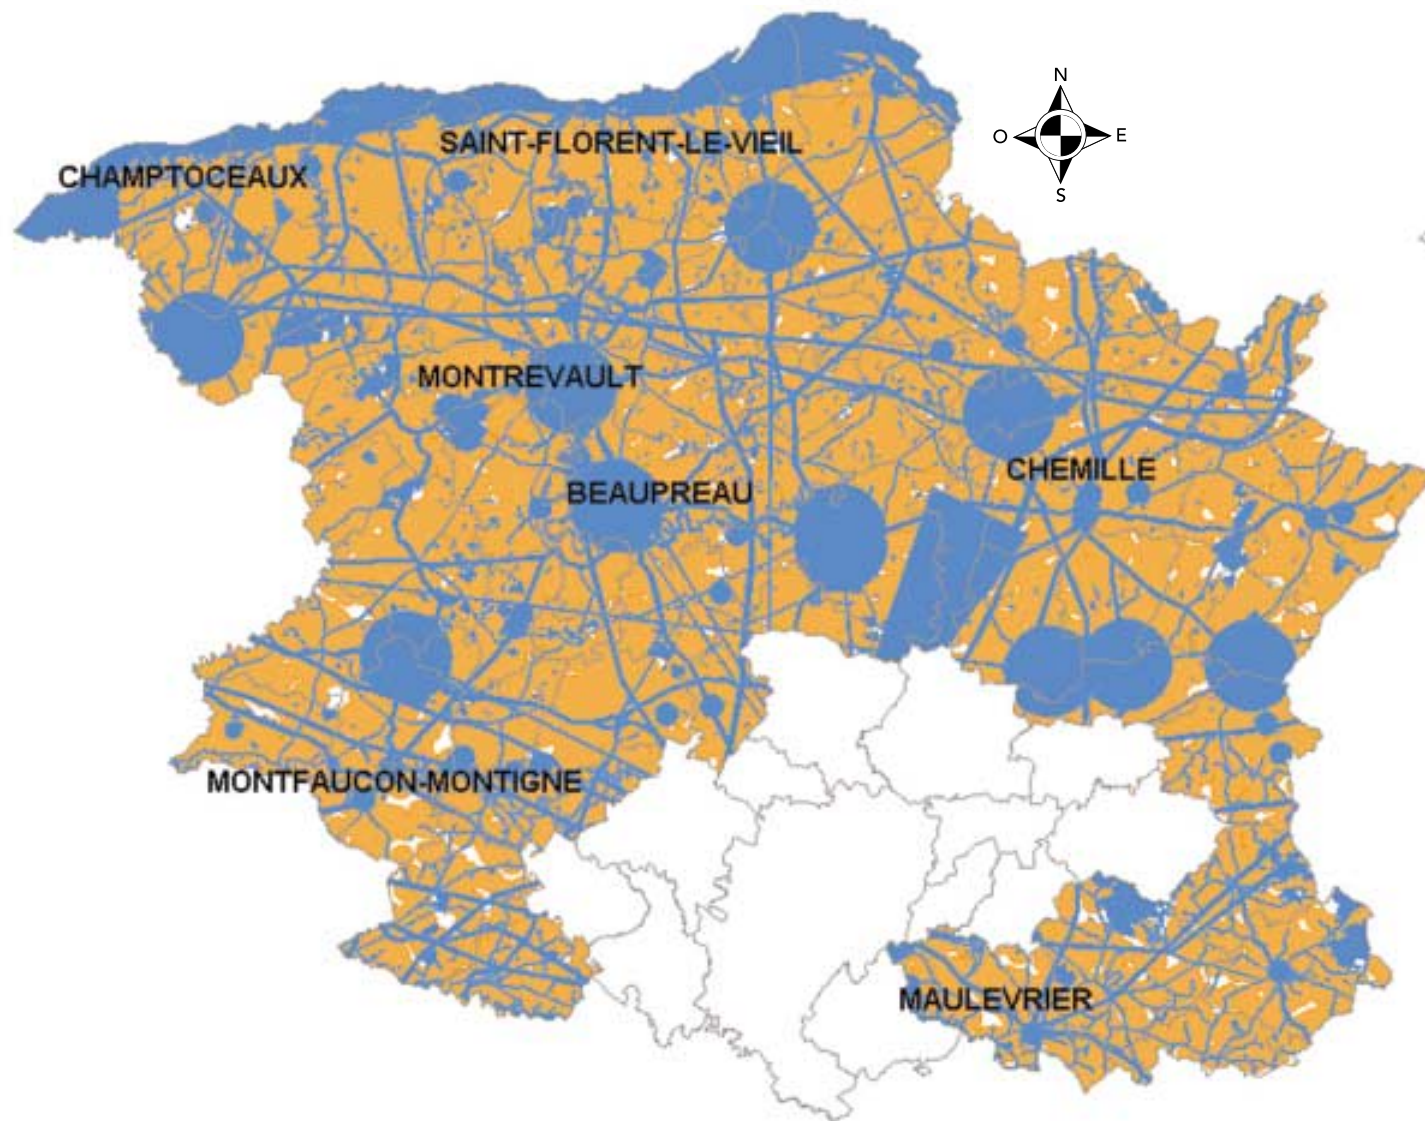 N
O E
S
SAINT-FLORENT-LE-VIEIL
CHAMPTOCEAUX
MONTREVAULT
CHEMILLE
BEAUPREAU
MONTFAUCON-MONTIGNE
MAULEVRIER